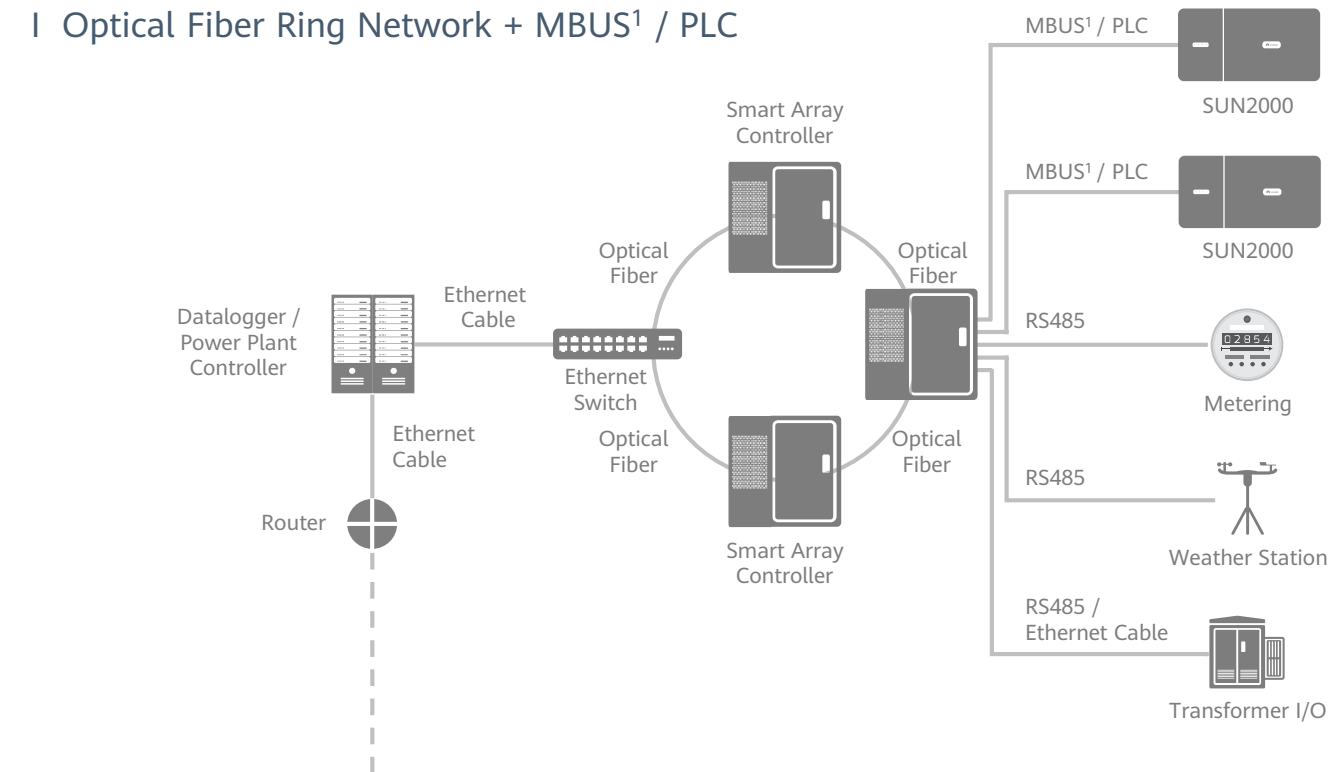 I Optical Fiber Ring Network + MBUS¹ / PLC
MBUS¹ / PLC
SUN2000
Smart Array
Controller
MBUS¹ / PLC
SUN2000
Optical
Fiber
Optical
Fiber
Ethernet
Cable
Datalogger /
Power Plant
Controller
RS485
02854
Ethernet
Switch
Metering
Ethernet
Cable
Optical
Fiber
Optical
Fiber
RS485
Router
Smart Array
Controller
Weather Station
RS485 /
Ethernet Cable
Transformer I/O